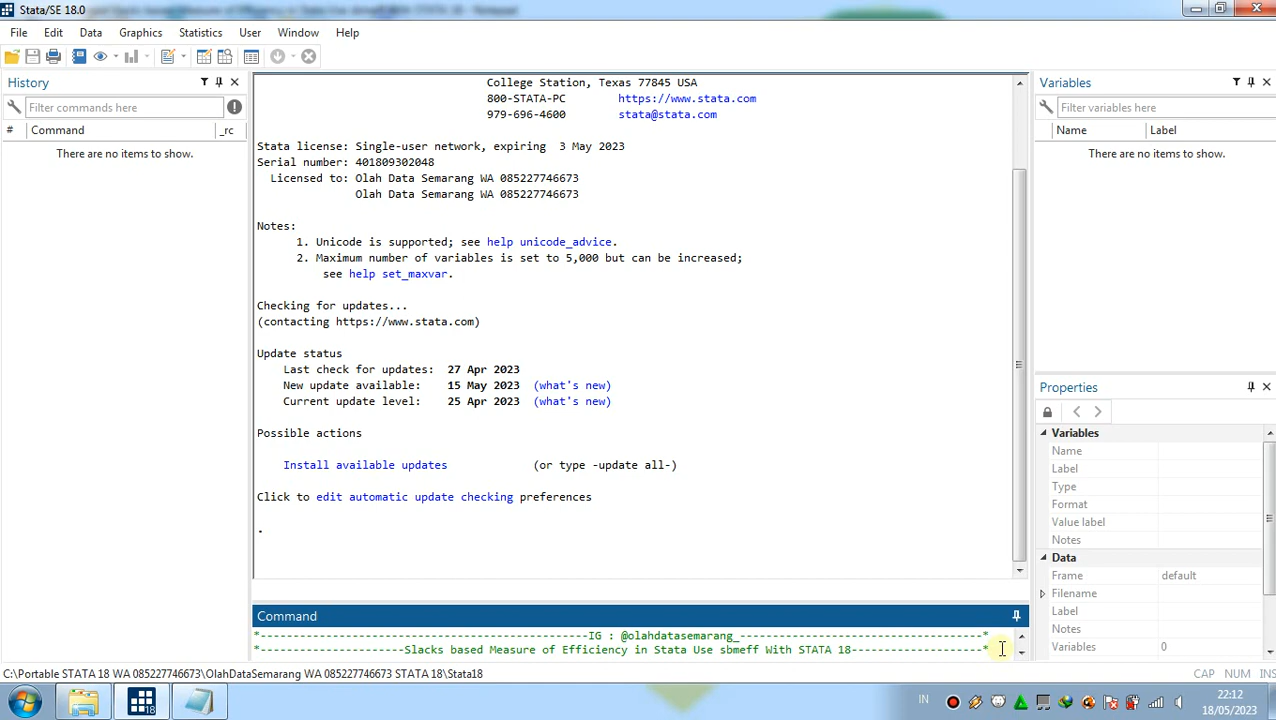 Stata/SE 18.0
File Edit Data Graphics Statistics User Window Help
History
Filter commands here
# Command _rc
There are no items to show.
College Station, Texas 77845 USA
800-STATA-PC https://www.stata.com
979-696-4600 stata@stata.com
Stata license: Single-user network, expiring 3 May 2023
Serial number: 401809302048
Licensed to: Olah Data Semarang WA 085227746673
Olah Data Semarang WA 085227746673
Notes:
1. Unicode is supported; see help unicode_advice.
2. Maximum number of variables is set to 5,000 but can be increased;
see help set_maxvar.
Checking for updates...
(contacting https://www.stata.com)
Update status
Last check for updates: 27 Apr 2023
New update available: 15 May 2023 (what's new)
Current update level: 25 Apr 2023 (what's new)
Possible actions
Install available updates (or type -update all-)
Click to edit automatic update checking preferences
.
Command
*--------------------------------------------------IG : @olahdatasemarang_-------------------------------------*
*----------------------Slacks based Measure of Efficiency in Stata Use sbmeff With STATA 18--------------------*
Variables
Filter variables here
Name Label
There are no items to show.
Properties
Variables
Name
Label
Type
Format
Value label
Notes
Data
Frame default
Filename
Label
Notes
Variables 0
C:\Portable STATA 18 WA 085227746673\OlahDataSemarang WA 085227746673 STATA\Stata18
CAP NUM INS
18
IN
22:12
18/05/2023